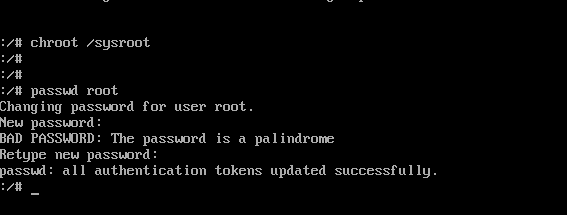 :/# chroot /sysroot
:/#
:/#
:/# passwd root
Changing password for user root.
New password:
BAD PASSWORD: The password is a palindrome
Retype new password:
passwd: all authentication tokens updated successfully.
:/# _